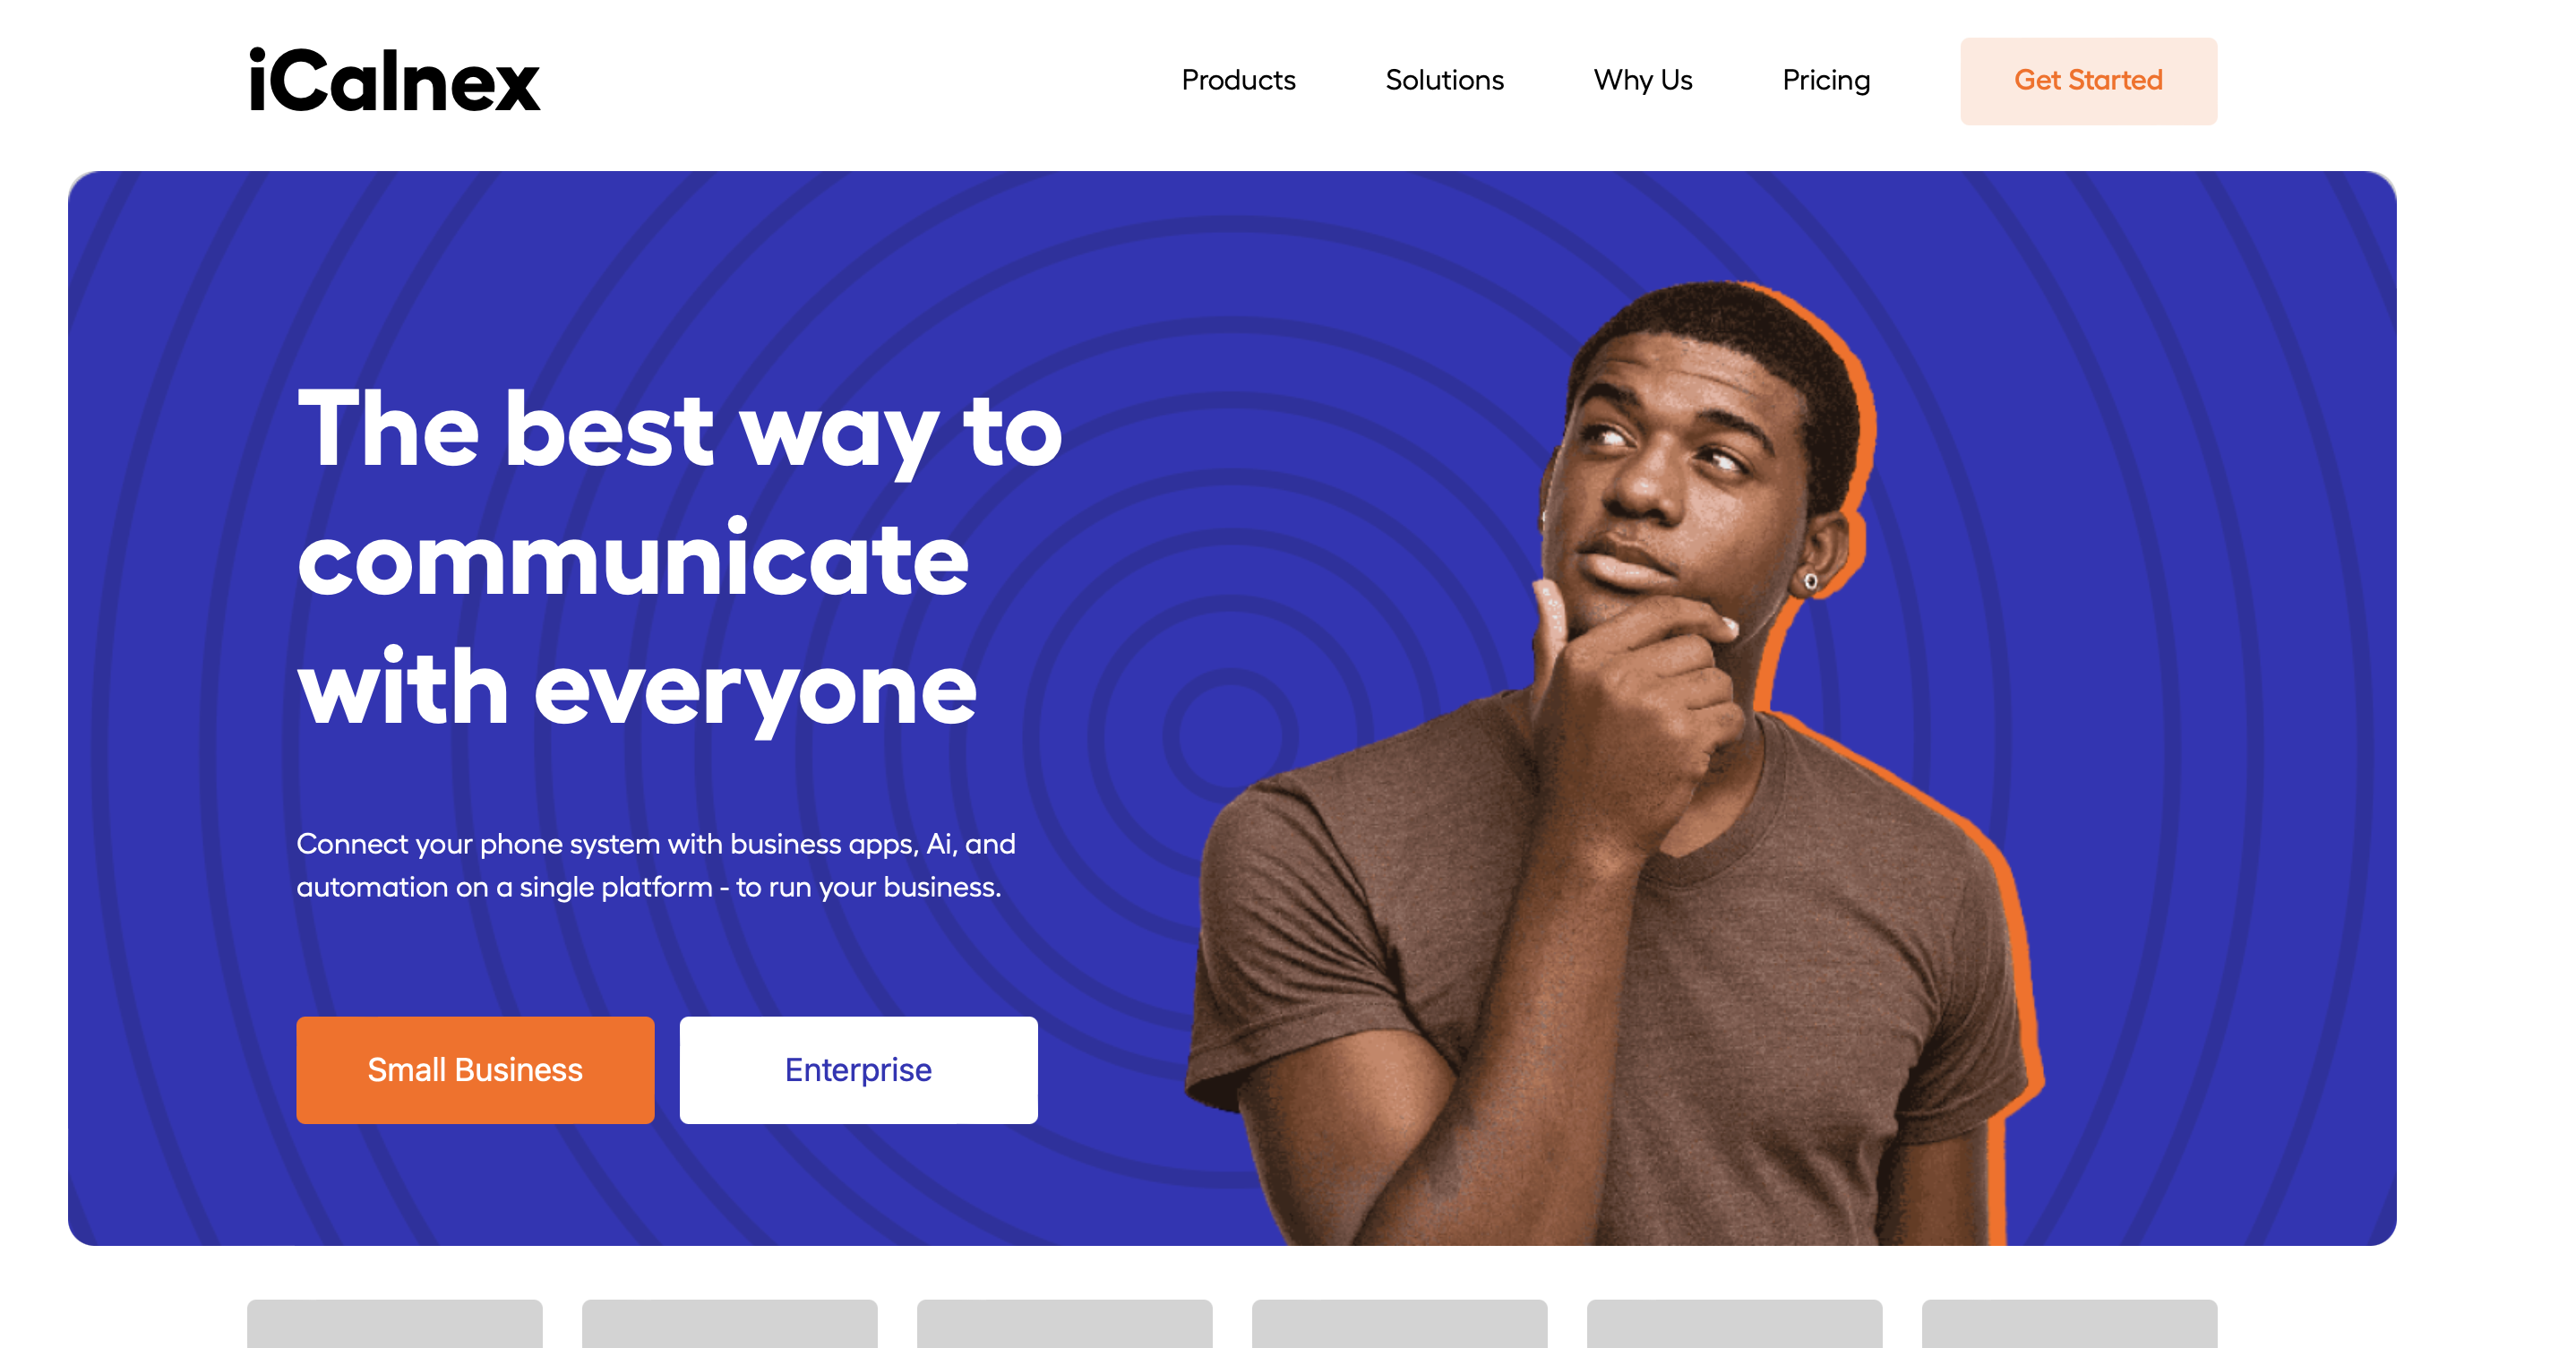 iCalnex
Products
Solutions
Why Us
Pricing
Get Started
The best way to
communicate
with everyone
Connect your phone system with business apps, Ai, and
automation on a single platform - to run your business.
Small Business
Enterprise